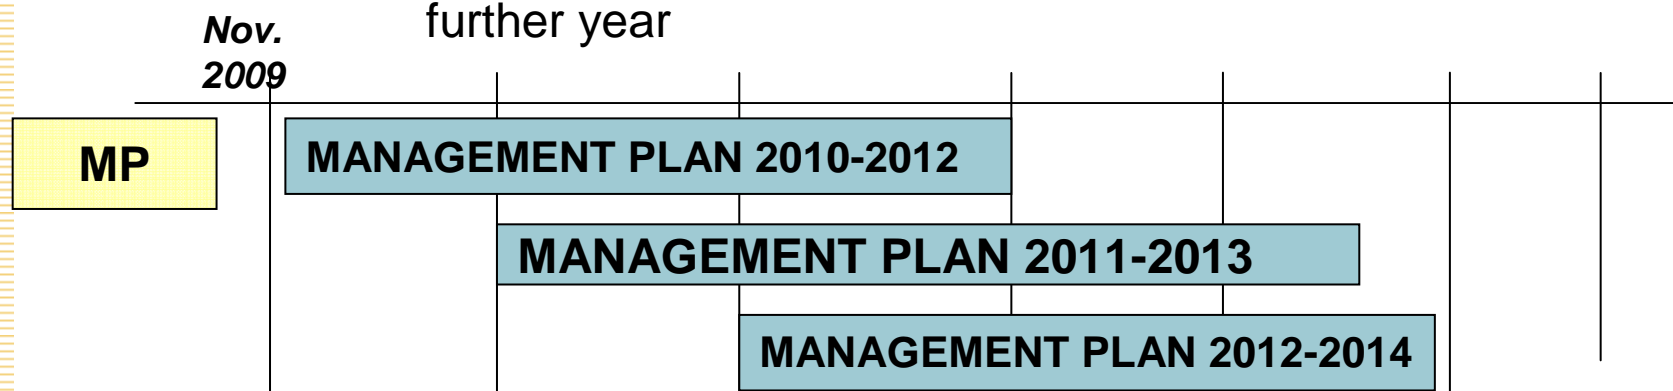 further year
Nov.
2009
MP
MANAGEMENT PLAN 2010-2012
MANAGEMENT PLAN 2011-2013
MANAGEMENT PLAN 2012-2014